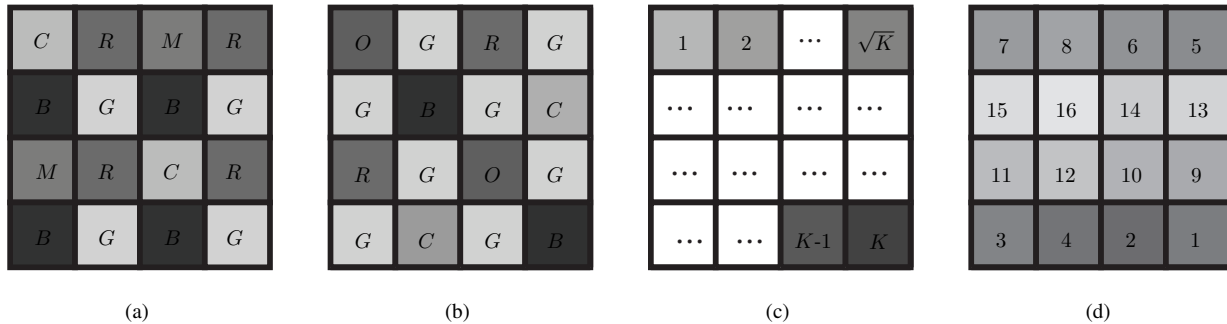 C R M R
B G B G
M R C R
B G B G
(a)
O G R G
G B G C
R G O G
G C G B
(b)
1 2 ... √K
... ... ... ...
... ... ... ...
... ... K-1 K
(c)
7 8 6 5
15 16 14 13
11 12 10 9
3 4 2 1
(d)